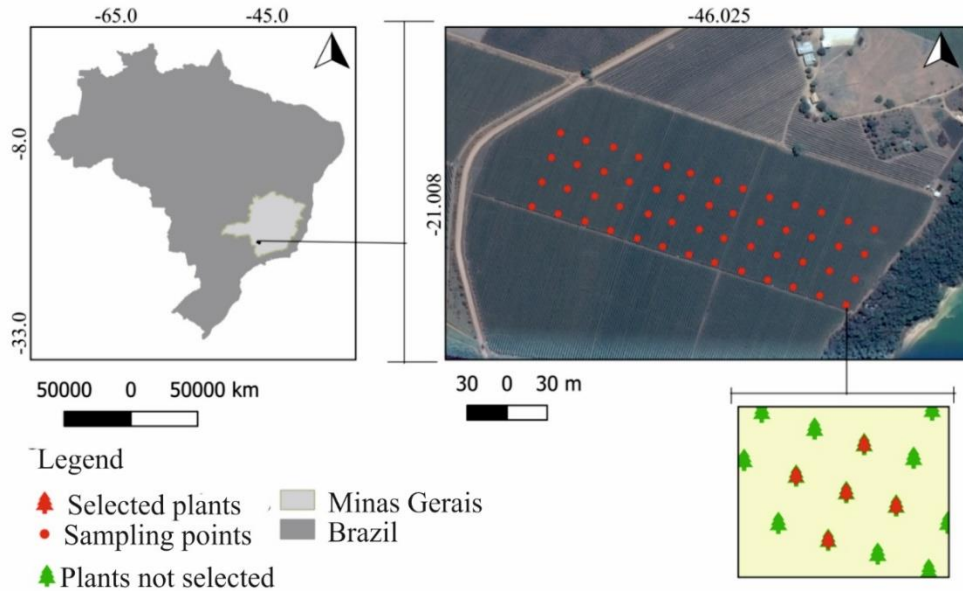 -65.0 -45.0
-46.025
-8.0
-33.0
-21.008
50000 0 50000 km
30 0 30 m
Legend
Selected plants
Sampling points
Plants not selected
Minas Gerais
Brazil